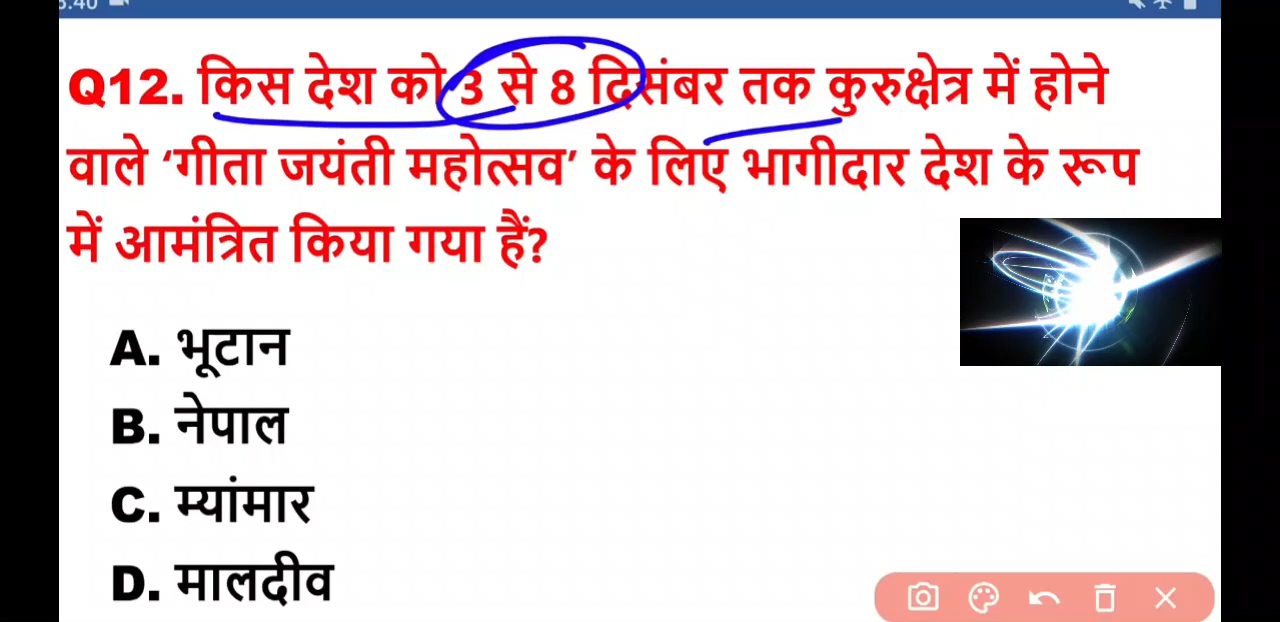 Q12. किस देश को 3 से 8 दिसंबर तक कुरुक्षेत्र में होने
वाले ‘गीता जयंती महोत्सव’ के लिए भागीदार देश के रूप
में आमंत्रित किया गया हैं?
A. भूटान
B. नेपाल
C. म्यांमार
D. मालदीव